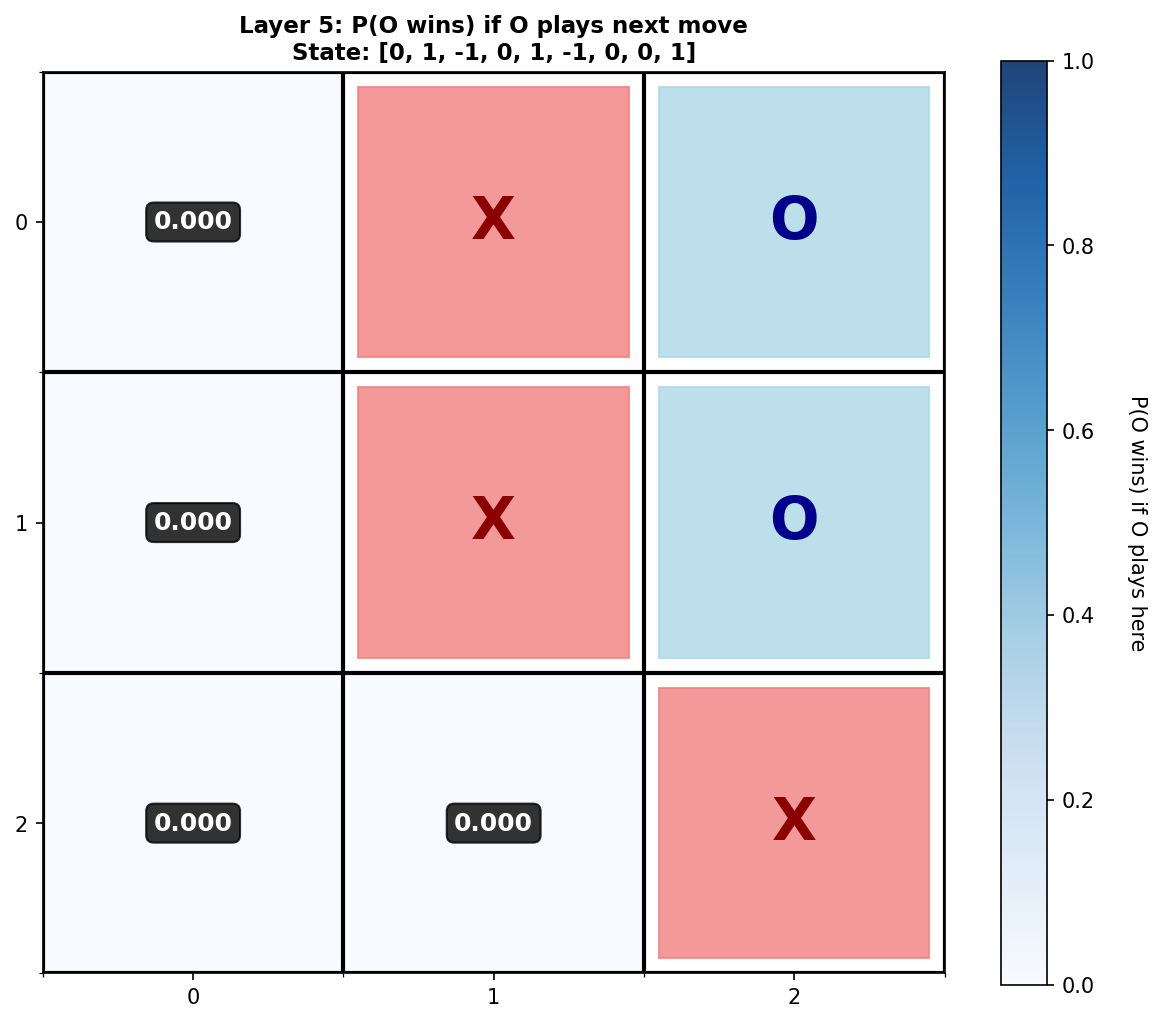 Layer 5: P(O wins) if O plays next move
State: [0, 1, -1, 0, 1, -1, 0, 0, 1]
0
0.000
X
O
1
0.000
X
O
2
0.000
0.000
X
0
1
2
1.0
0.8
0.6
0.4
0.2
0.0
P(O wins) if O plays here